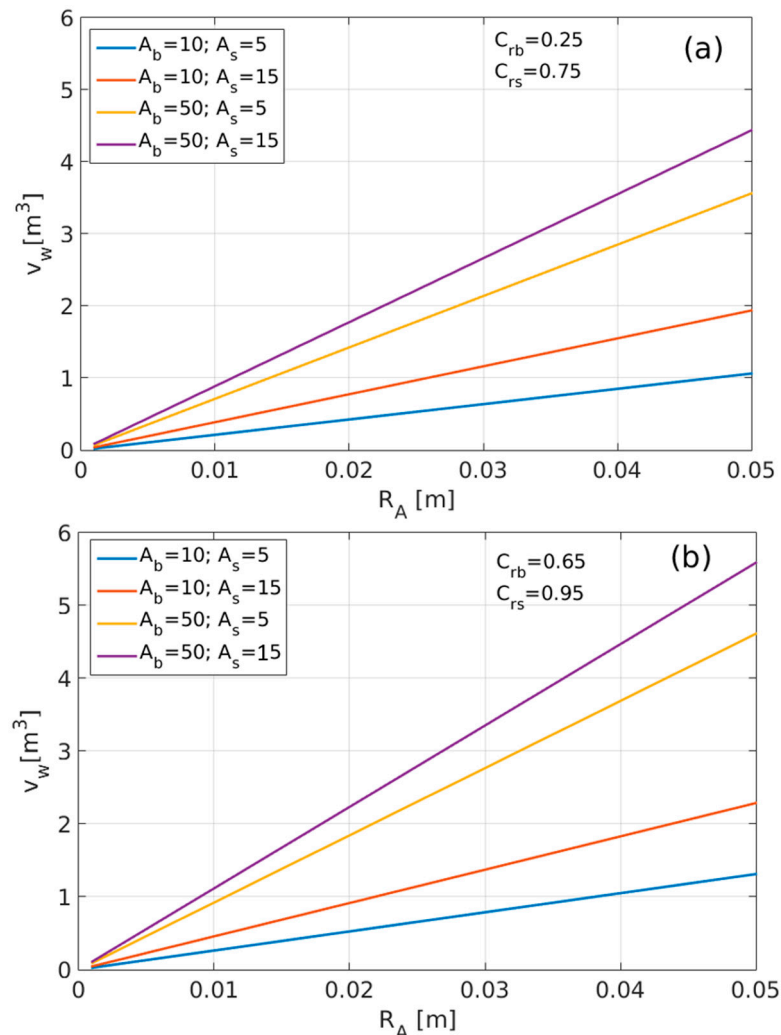 A_b=10; A_s=5
A_b=10; A_s=15
A_b=50; A_s=5
A_b=50; A_s=15
C_rb=0.25
C_rs=0.75
(a)
6
5
4
3
2
1
0
v_w[m³]
0 0.01 0.02 0.03 0.04 0.05
R_A [m]
A_b=10; A_s=5
A_b=10; A_s=15
A_b=50; A_s=5
A_b=50; A_s=15
C_rb=0.65
C_rs=0.95
(b)
6
5
4
3
2
1
0
v_w[m³]
0 0.01 0.02 0.03 0.04 0.05
R_A [m]